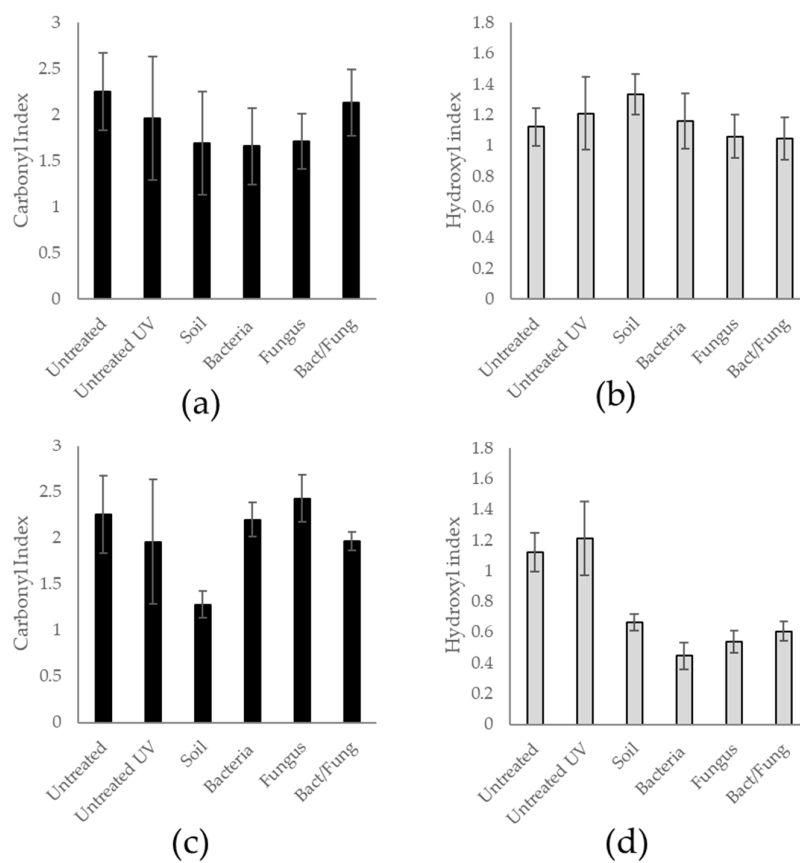 3
2.5
2
1.5
1
0.5
0
Carbonyl Index
Untreated
Untreated UV
Soil
Bacteria
Fungus
Bact/Fung
(a)
1.8
1.6
1.4
1.2
1
0.8
0.6
0.4
0.2
0
Hydroxyl index
Untreated
Untreated UV
Soil
Bacteria
Fungus
Bact/Fung
(b)
3
2.5
2
1.5
1
0.5
0
Carbonyl Index
Untreated
Untreated UV
Soil
Bacteria
Fungus
Bact/Fung
(c)
1.8
1.6
1.4
1.2
1
0.8
0.6
0.4
0.2
0
Hydroxyl index
Untreated
Untreated UV
Soil
Bacteria
Fungus
Bact/Fung
(d)